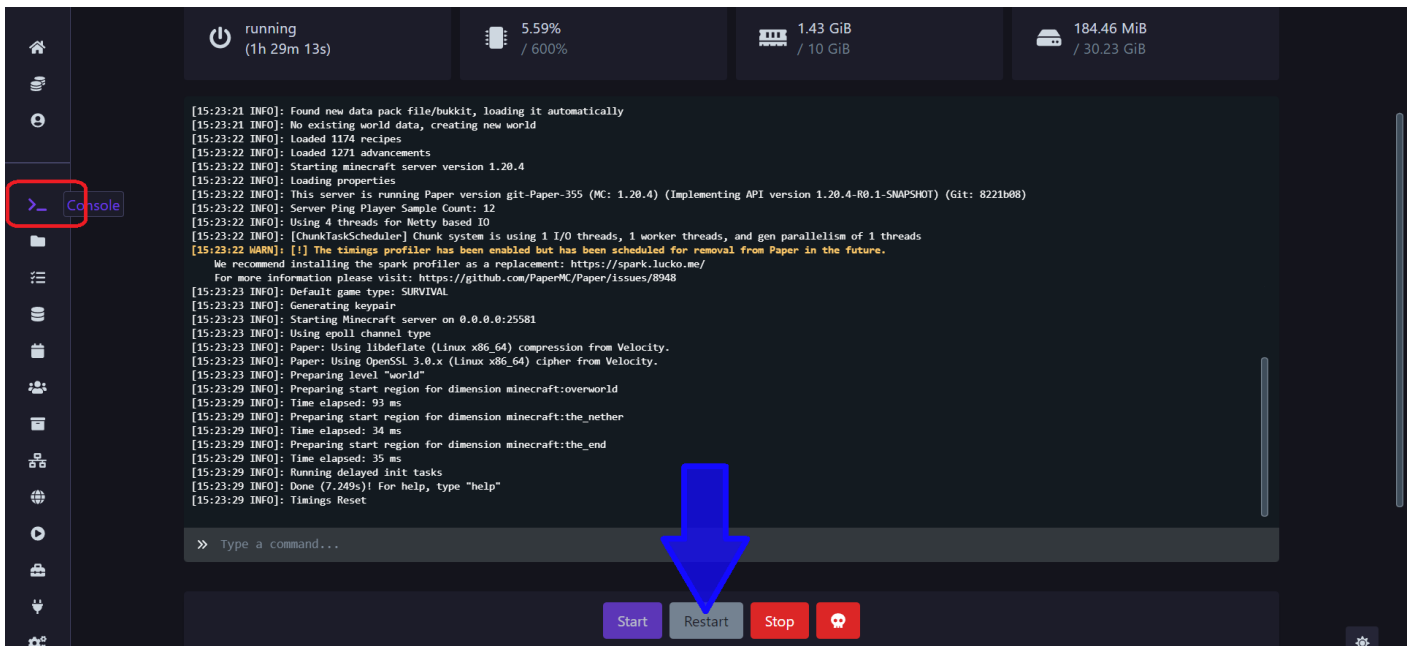 running
(1h 29m 13s)
5.59%
/ 600%
1.43 GiB
/ 10 GiB
184.46 MiB
/ 30.23 GiB
Console
[15:23:21 INFO]: Found new data pack file/bukkit, loading it automatically
[15:23:21 INFO]: No existing world data, creating new world
[15:23:22 INFO]: Loaded 1174 recipes
[15:23:22 INFO]: Loaded 1271 advancements
[15:23:22 INFO]: Starting minecraft server version 1.20.4
[15:23:22 INFO]: Loading properties
[15:23:22 INFO]: This server is running Paper version git-Paper-355 (MC: 1.20.4) (Implementing API version 1.20.4-R0.1-SNAPSHOT) (Git: 8221b08)
[15:23:22 INFO]: Server Ping Player Sample Count: 12
[15:23:22 INFO]: Using 4 threads for Netty based IO
[15:23:22 INFO]: [ChunkTaskScheduler] Chunk system is using 1 I/O threads, 1 worker threads, and gen parallelism of 1 threads
[15:23:22 WARN]: [!] The timings profiler has been enabled but has been scheduled for removal from Paper in the future.
We recommend installing the spark profiler as a replacement: https://spark.lucko.me/
For more information please visit: https://github.com/PaperMC/Paper/issues/8948
[15:23:23 INFO]: Default game type: SURVIVAL
[15:23:23 INFO]: Generating keypair
[15:23:23 INFO]: Starting Minecraft server on 0.0.0.0:25581
[15:23:23 INFO]: Using epoll channel type
[15:23:23 INFO]: Paper: Using libdeflate (Linux x86_64) compression from Velocity.
[15:23:23 INFO]: Paper: Using OpenSSL 3.0.x (Linux x86_64) cipher from Velocity.
[15:23:23 INFO]: Preparing level "world"
[15:23:29 INFO]: Preparing start region for dimension minecraft:overworld
[15:23:29 INFO]: Time elapsed: 93 ms
[15:23:29 INFO]: Preparing start region for dimension minecraft:the_nether
[15:23:29 INFO]: Time elapsed: 34 ms
[15:23:29 INFO]: Preparing start region for dimension minecraft:the_end
[15:23:29 INFO]: Time elapsed: 35 ms
[15:23:29 INFO]: Running delayed init tasks
[15:23:29 INFO]: Done (7.249s)! For help, type "help"
[15:23:29 INFO]: Timings Reset
Type a command...
Start
Restart
Stop